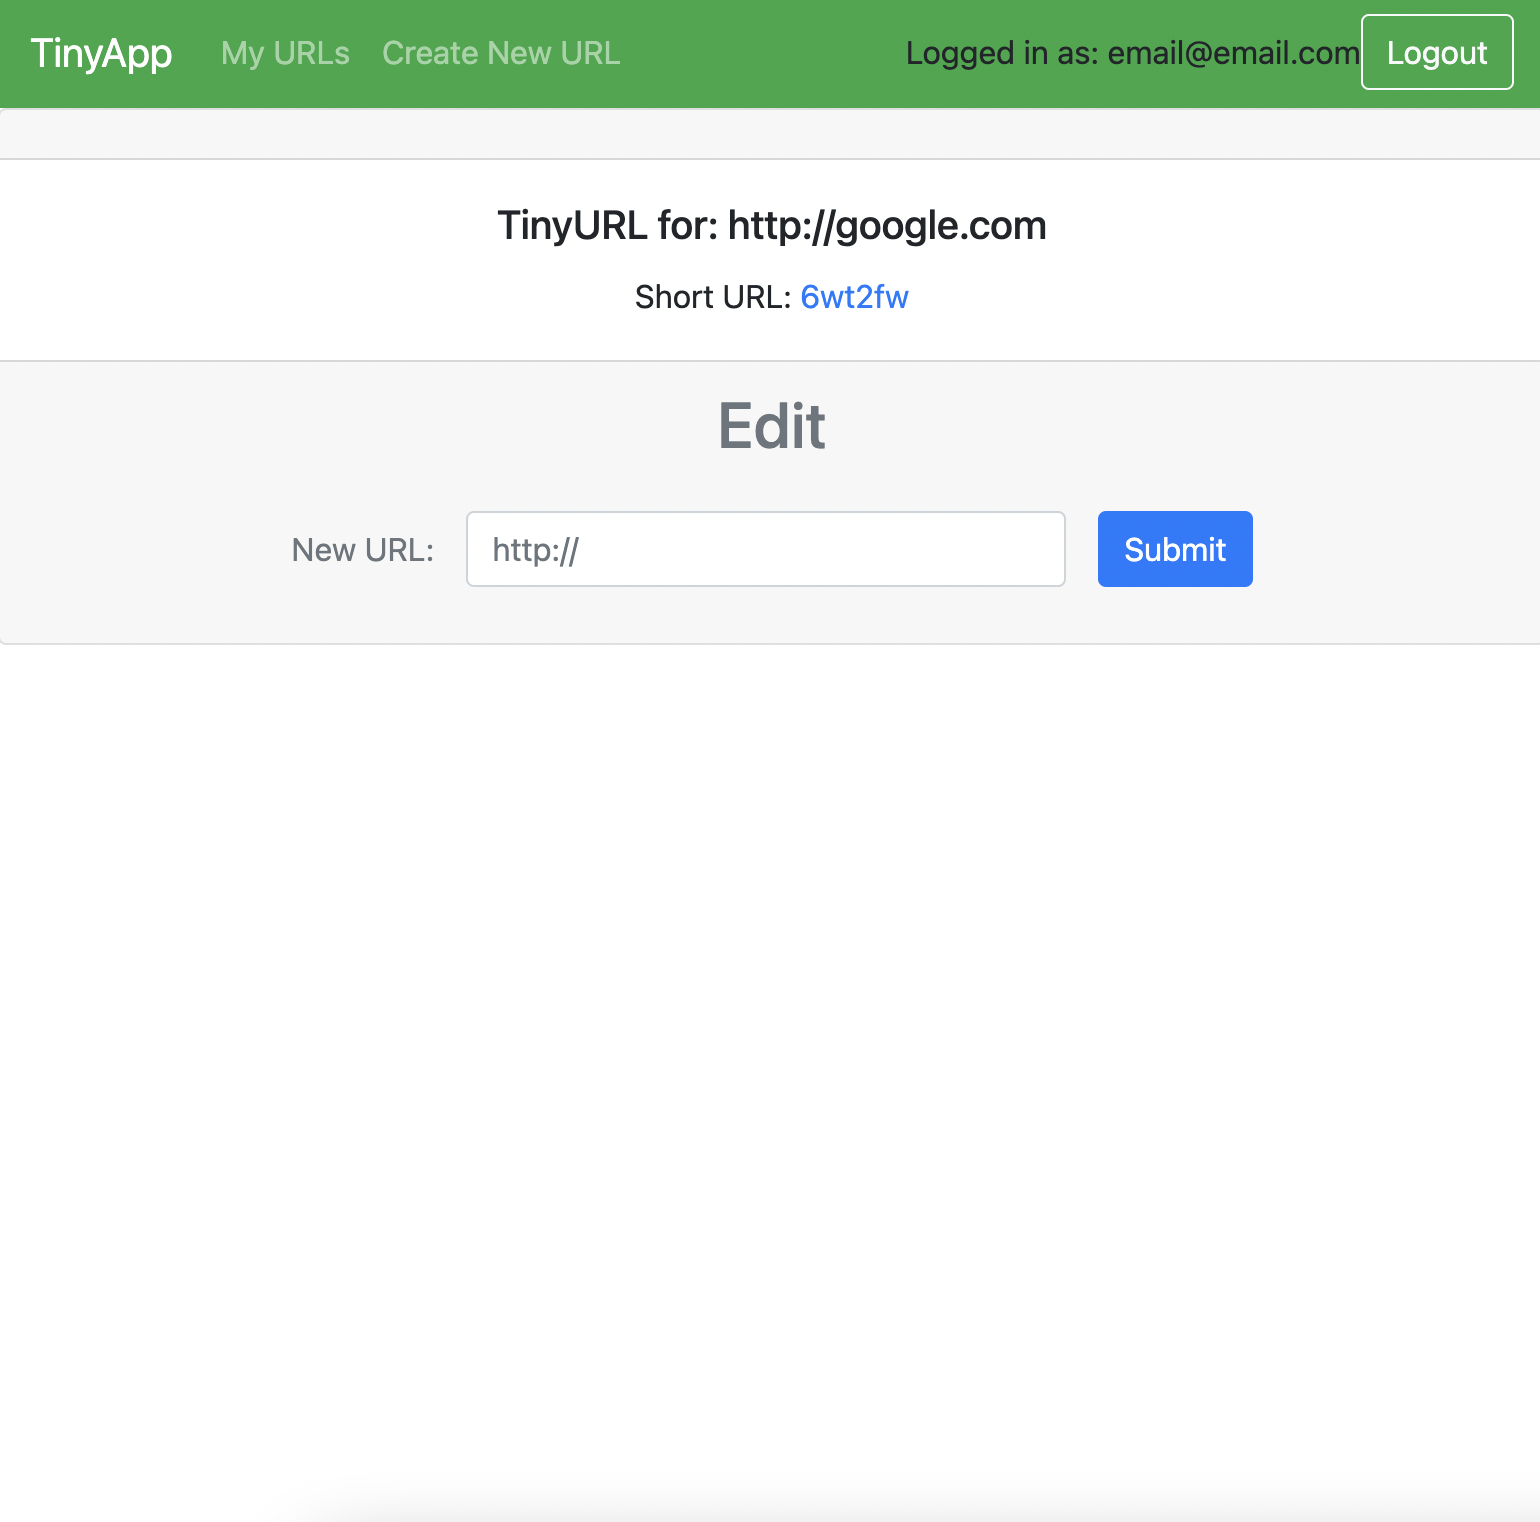 TinyApp My URLs Create New URL Logged in as: email@email.com Logout
TinyURL for: http://google.com
Short URL: 6wt2fw
Edit
New URL: http:// Submit